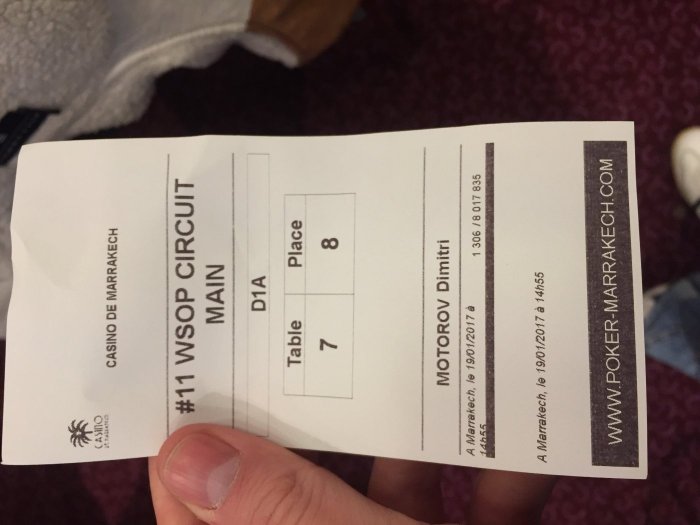 CASINO
CASINO DE MARRAKECH
#11 WSOP CIRCUIT
MAIN
D1A
Table Place
7 8
MOTOROV Dimitri
A Marrakech, le 19/01/2017 à
14h55
1 306 / 8 017 835
A Marrakech, le 19/01/2017 à 14h55
WWW.POKER-MARRAKECH.COM